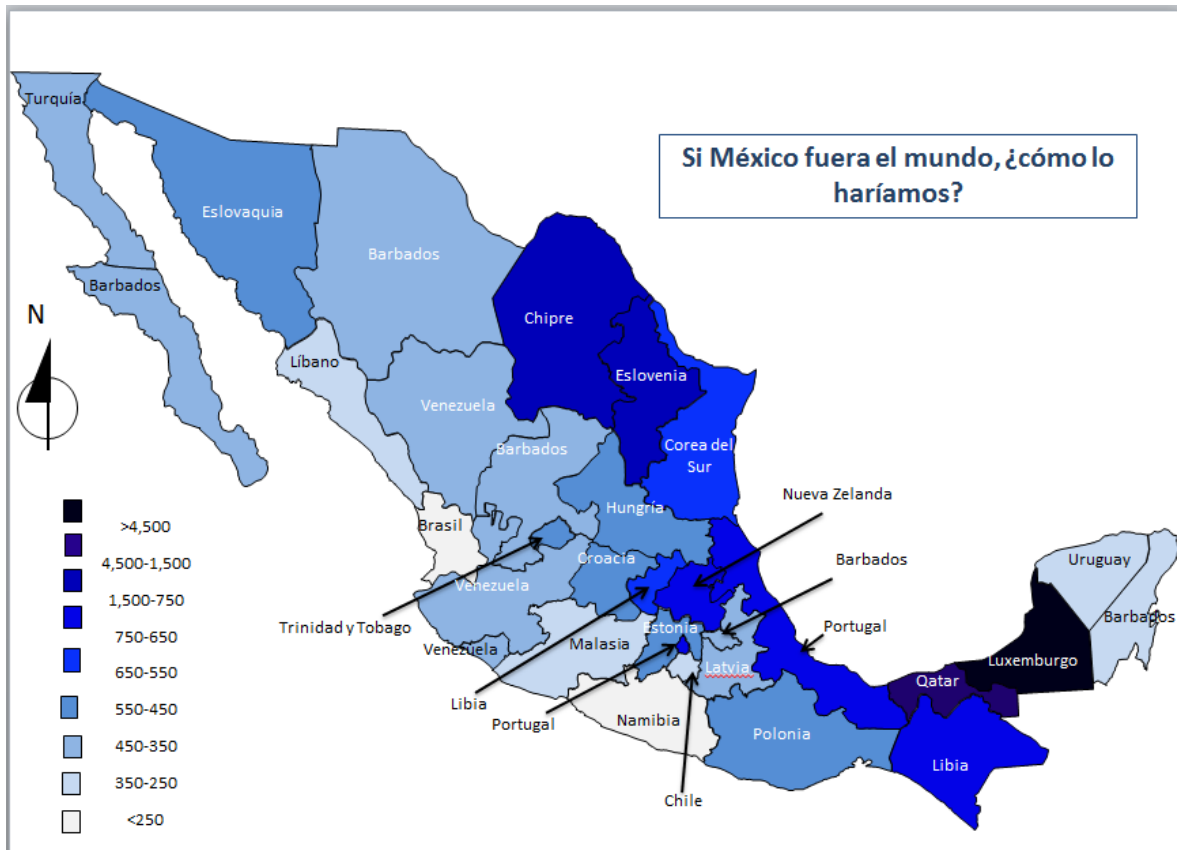 Turquía
Si México fuera el mundo, ¿cómo lo
haríamos?
Eslovaquia
Barbados
Barbados
N
Chipre
Líbano
Eslovenia
Venezuela
Barbados
Corea del
Sur
Nueva Zelanda
Hungría
Brasil
>4,500
Croacia
Barbados
Uruguay
4,500-1,500
Venezuela
1,500-750
Trinidad y Tobago
Estonia
Barbados
Portugal
750-650
Venezuela
Malasia
Latvia
Luxemburgo
650-550
Qatar
Libia
Portugal
Namibia
550-450
Polonia
450-350
Libia
350-250
Chile
<250